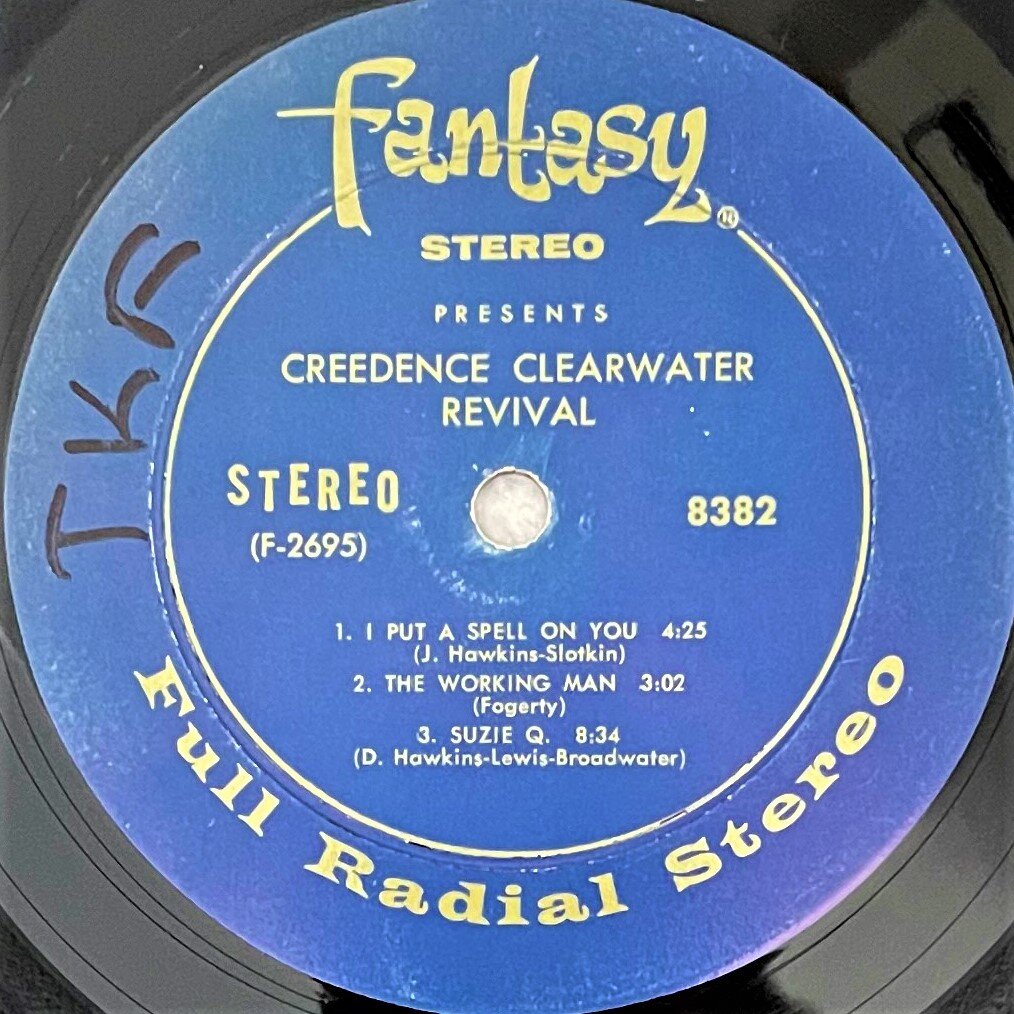 fantasy®
STEREO
PRESENTS
CREEDENCE CLEARWATER
REVIVAL
STEREO
(F-2695)
8382
1. I PUT A SPELL ON YOU 4:25
(J. Hawkins-Slotkin)
2. THE WORKING MAN 3:02
(Fogerty)
3. SUZIE Q. 8:34
(D. Hawkins-Lewis-Broadwater)
Full Radial Stereo